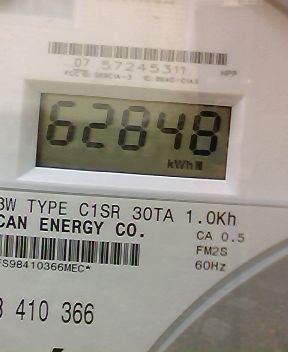 07 57245311
62848
kWh
3W TYPE C1SR 30TA 1.0Kh
CAN ENERGY CO.
CA 0.5
FM2S
FS98410366MEC*
60Hz
410 366